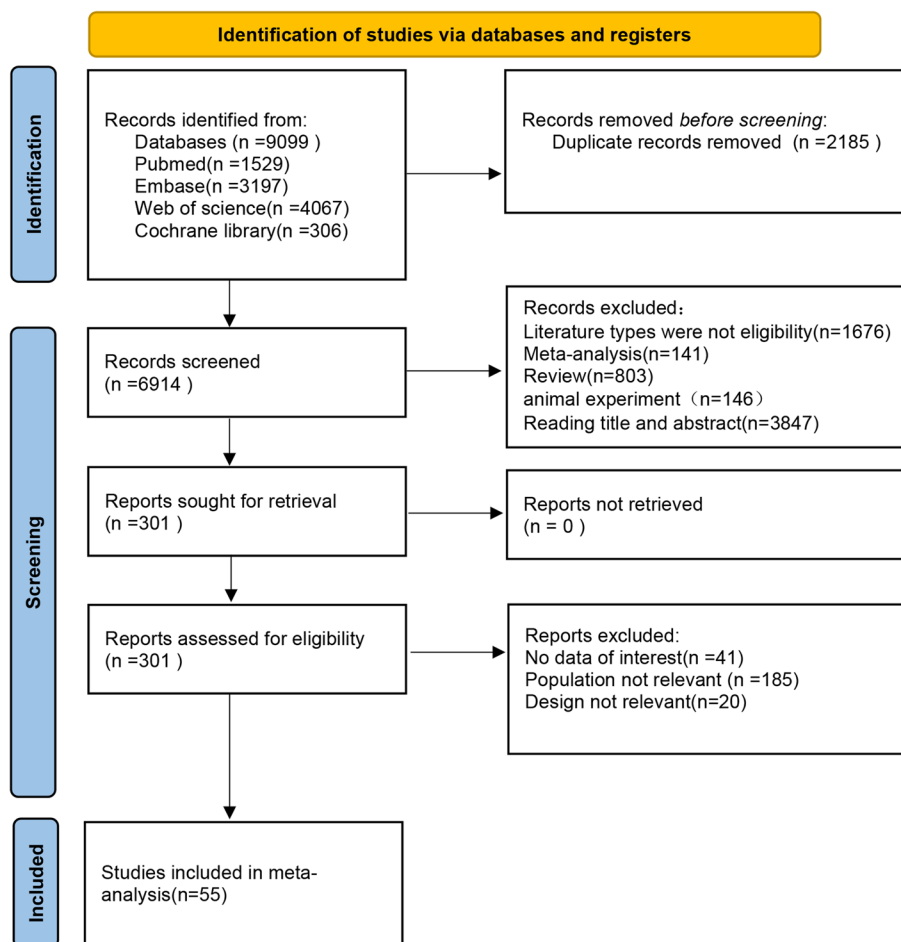 Identification of studies via databases and registers
Identification
Records identified from:
Databases (n =9099 )
Pubmed(n =1529)
Embase(n =3197)
Web of science(n =4067)
Cochrane library(n =306)
Records removed before screening:
Duplicate records removed (n =2185 )
Screening
Records screened
(n =6914 )
Records excluded：
Literature types were not eligibility(n=1676)
Meta-analysis(n=141)
Review(n=803)
animal experiment（n=146）
Reading title and abstract(n=3847)
Reports sought for retrieval
(n =301 )
Reports not retrieved
(n = 0 )
Reports assessed for eligibility
(n =301 )
Reports excluded:
No data of interest(n =41)
Population not relevant (n =185)
Design not relevant(n=20)
Included
Studies included in meta-
analysis(n=55)